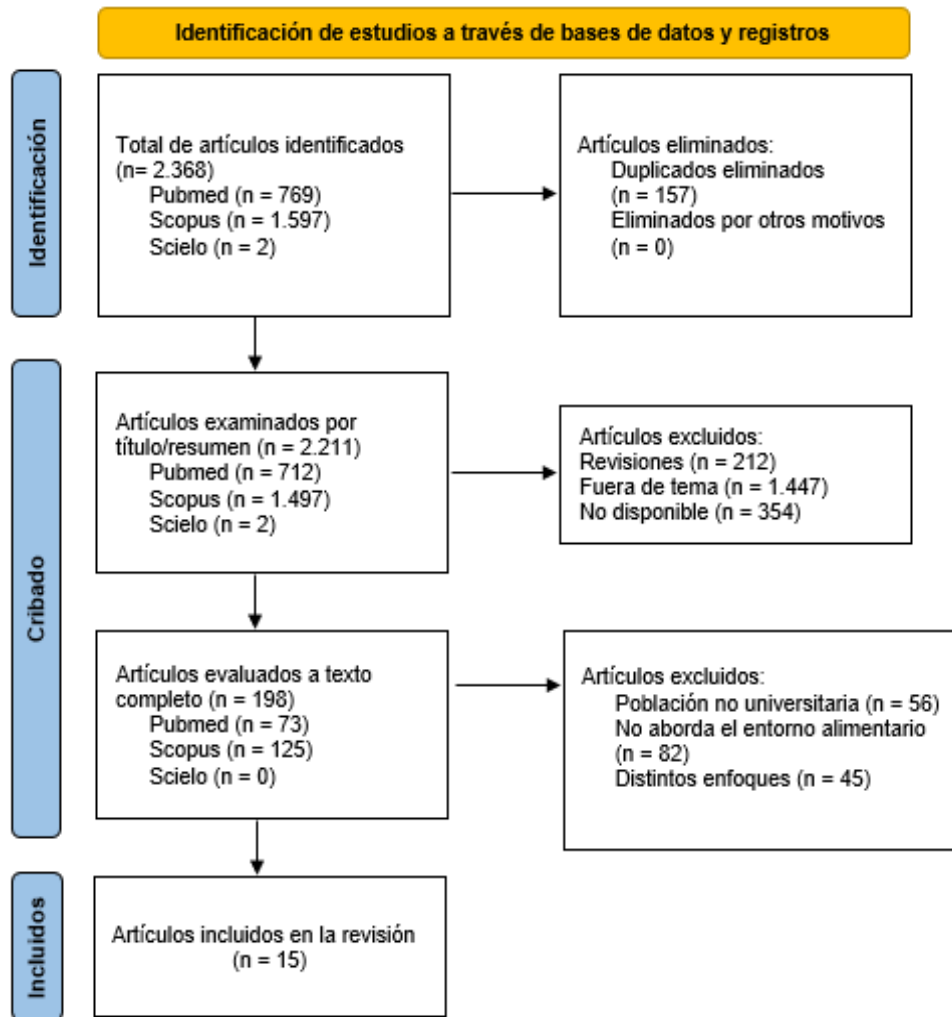 Identificación de estudios a través de bases de datos y registros
Identificación
Total de artículos identificados
(n= 2.368)
Pubmed (n = 769)
Scopus (n = 1.597)
Scielo (n = 2)
Artículos eliminados:
Duplicados eliminados
(n = 157)
Eliminados por otros motivos
(n = 0)
Cribado
Artículos examinados por
título/resumen (n = 2.211)
Pubmed (n = 712)
Scopus (n = 1.497)
Scielo (n = 2)
Artículos excluidos:
Revisiones (n = 212)
Fuera de tema (n = 1.447)
No disponible (n = 354)
Artículos evaluados a texto
completo (n = 198)
Pubmed (n = 73)
Scopus (n = 125)
Scielo (n = 0)
Artículos excluidos:
Población no universitaria (n = 56)
No aborda el entorno alimentario
(n = 82)
Distintos enfoques (n = 45)
Incluidos
Artículos incluidos en la revisión
(n = 15)